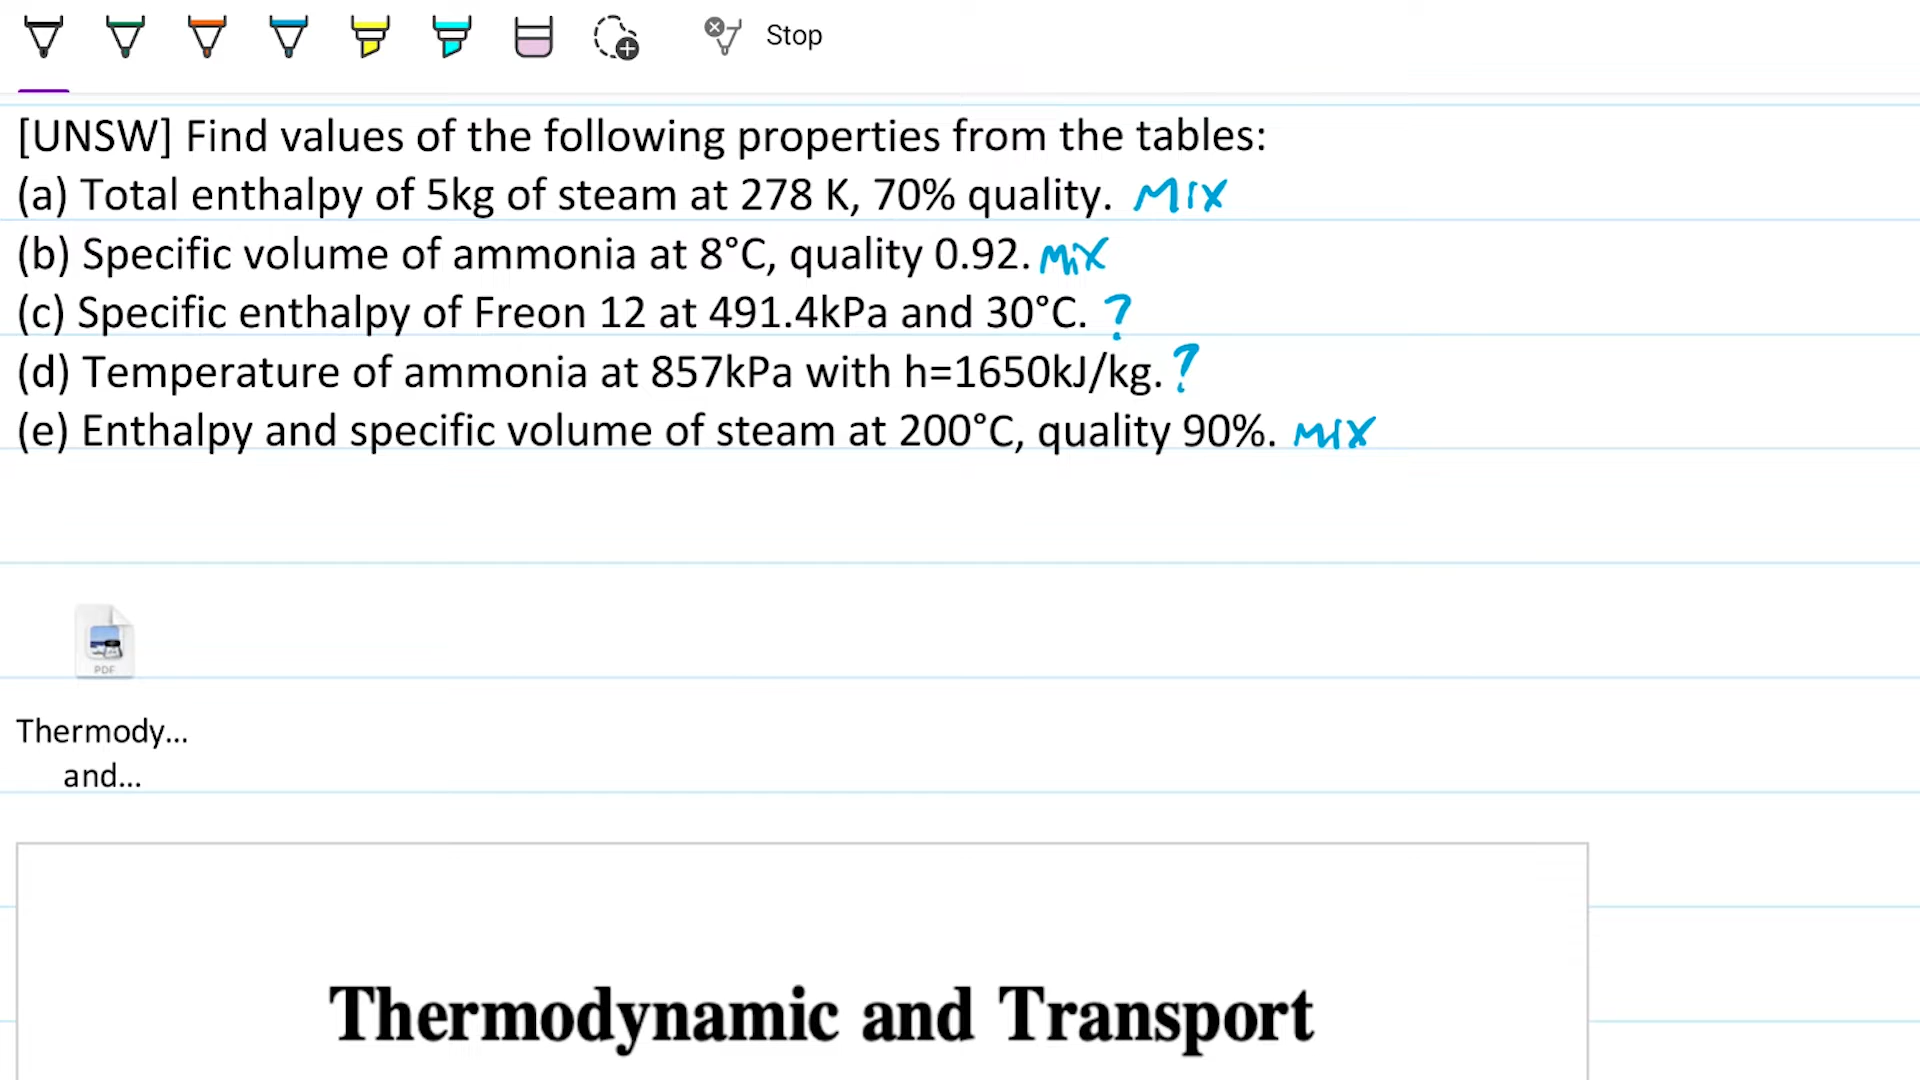 Stop
[UNSW] Find values of the following properties from the tables:
(a) Total enthalpy of 5kg of steam at 278 K, 70% quality. MIX
(b) Specific volume of ammonia at 8°C, quality 0.92. MIX
(c) Specific enthalpy of Freon 12 at 491.4kPa and 30°C. ?
(d) Temperature of ammonia at 857kPa with h=1650kJ/kg. ?
(e) Enthalpy and specific volume of steam at 200°C, quality 90%. MIX
PDF
Thermody...
and...
Thermodynamic and Transport